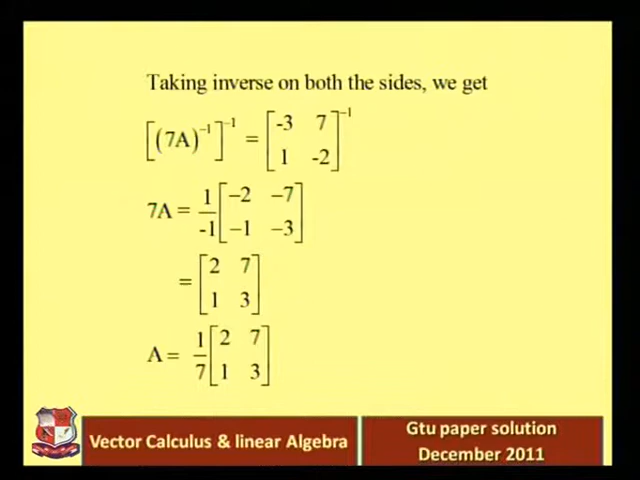 Taking inverse on both the sides, we get
[(7A)⁻¹]⁻¹ = [-3 7; 1 -2]⁻¹
7A = 1/-1 [−2 −7; −1 −3]
= [2 7; 1 3]
A = 1/7 [2 7; 1 3]
Vector Calculus & linear Algebra
Gtu paper solution
December 2011